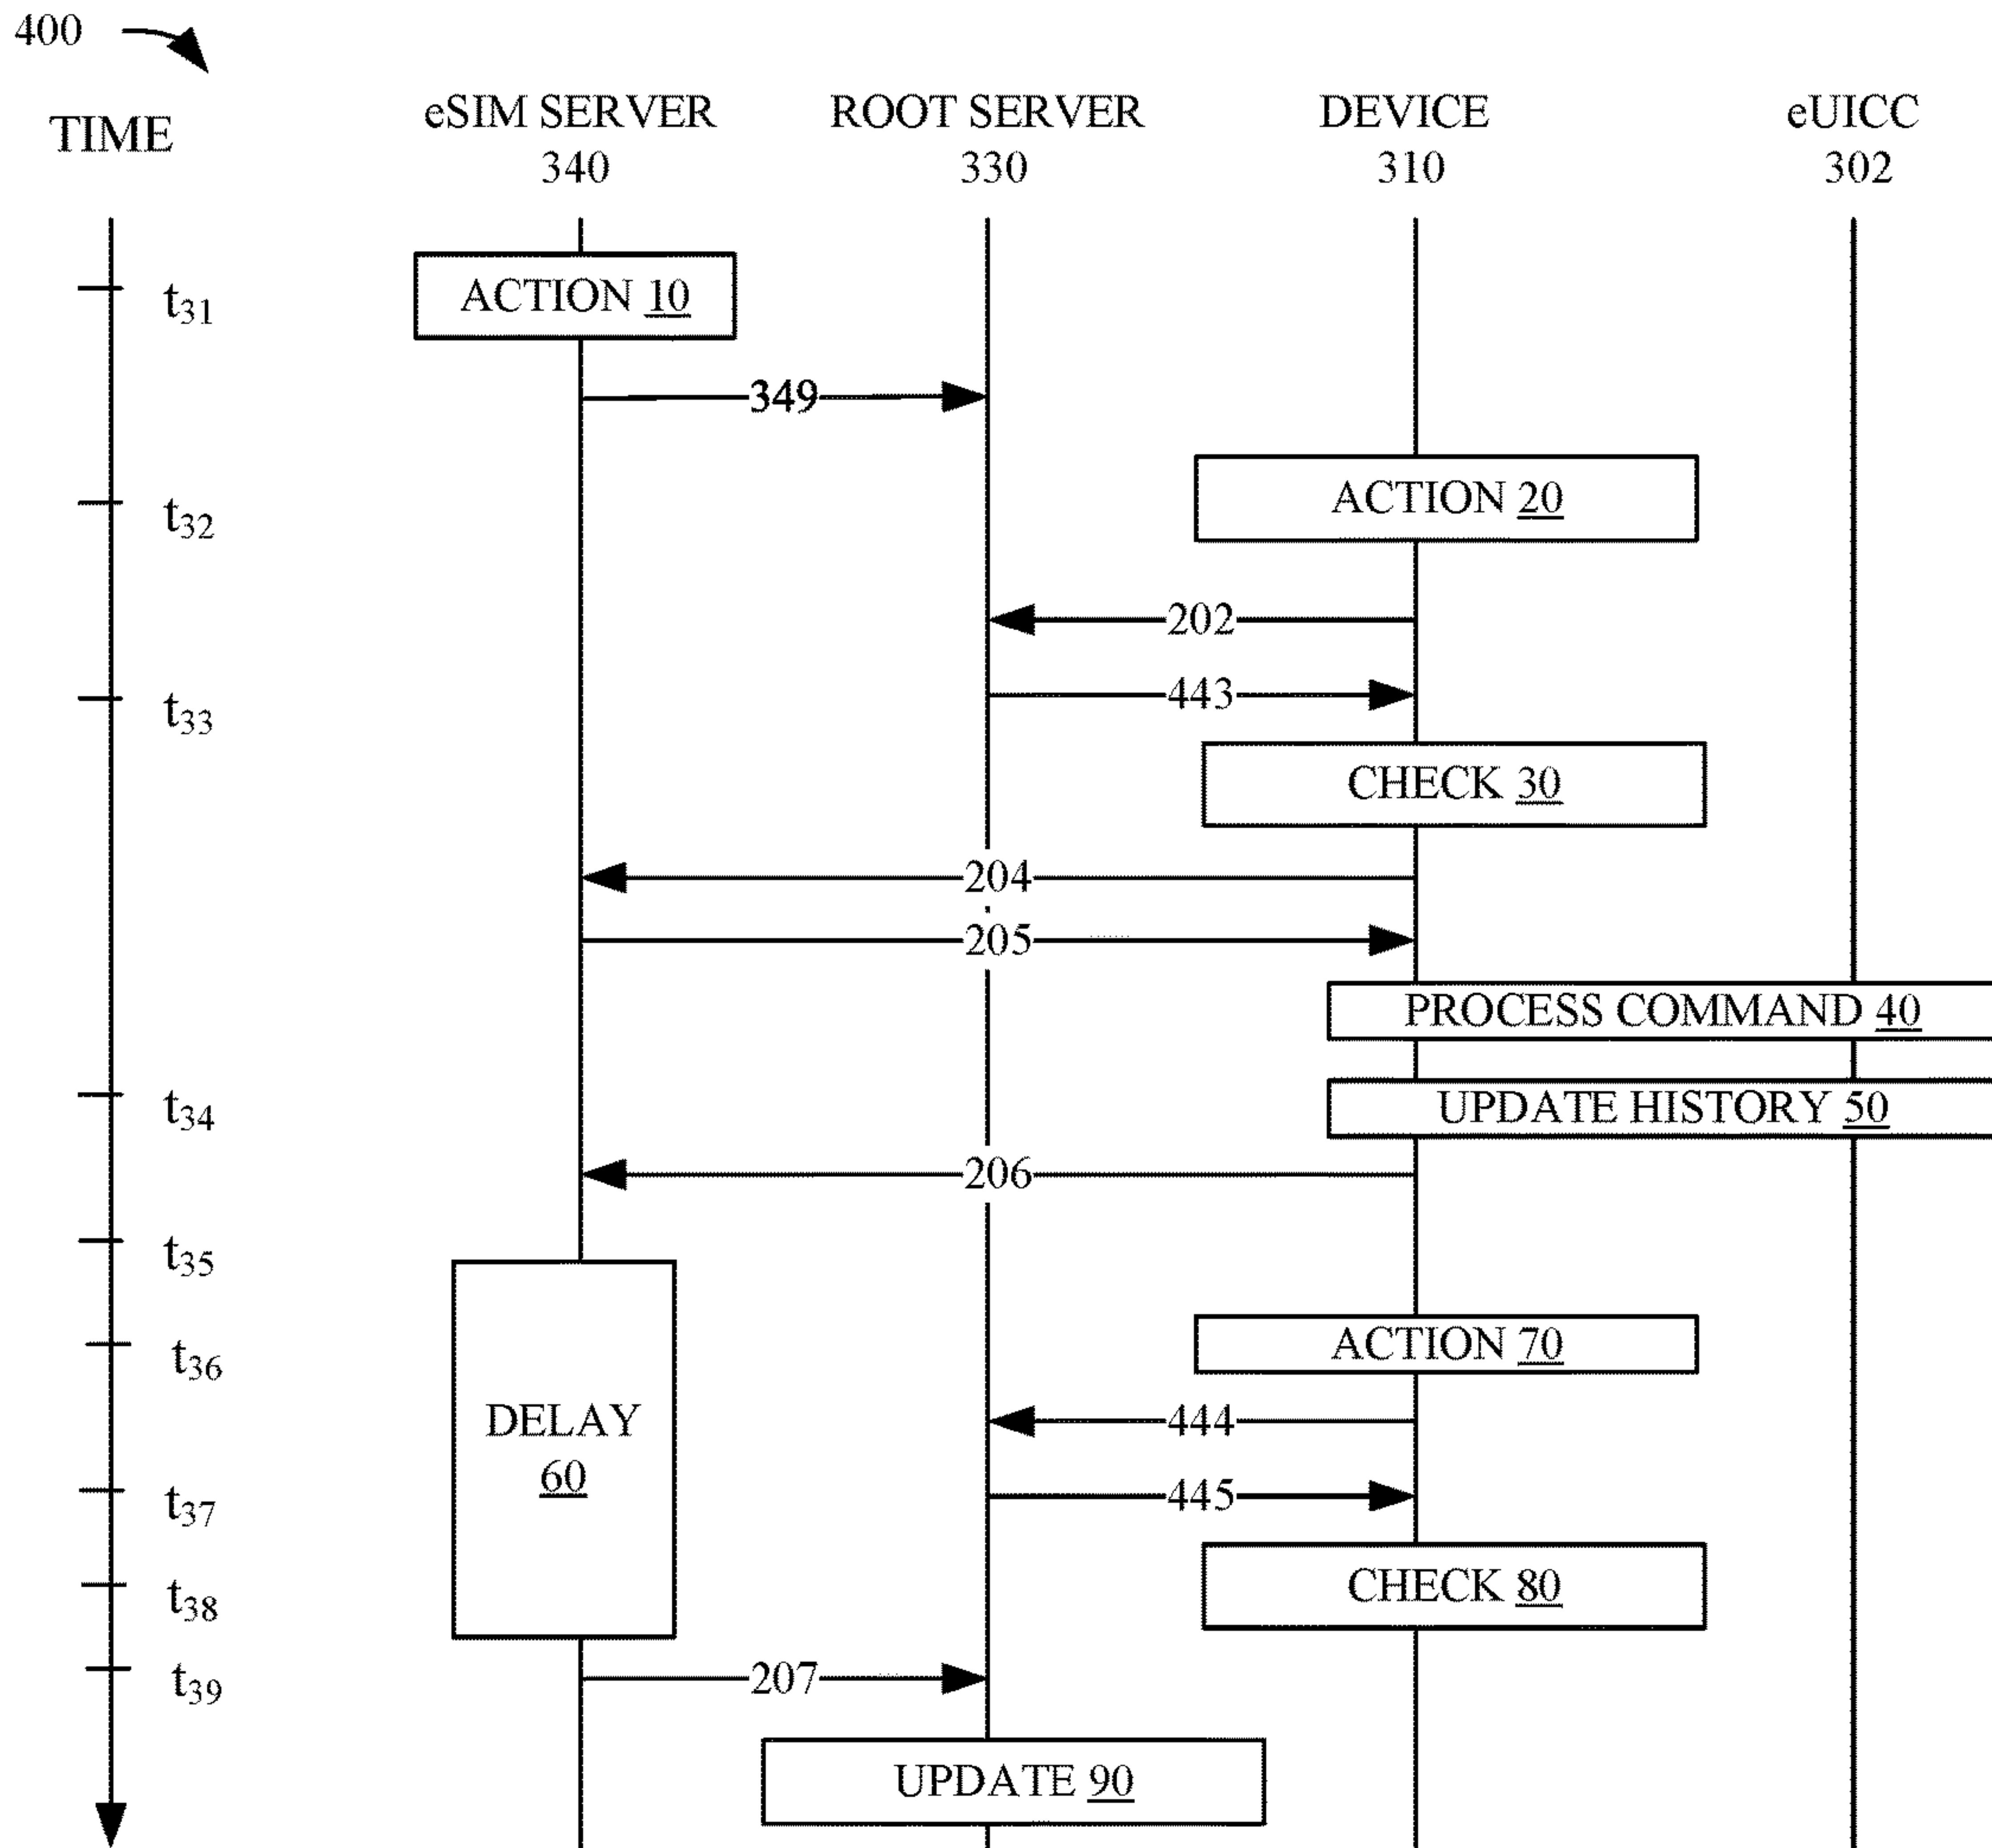 400
TIME
eSIM SERVER
340
ROOT SERVER
330
DEVICE
310
eUICC
302
t31
ACTION 10
349
t32
ACTION 20
202
t33
443
CHECK 30
204
205
PROCESS COMMAND 40
t34
UPDATE HISTORY 50
206
t35
t36
ACTION 70
DELAY
60
444
t37
445
t38
CHECK 80
t39
207
UPDATE 90